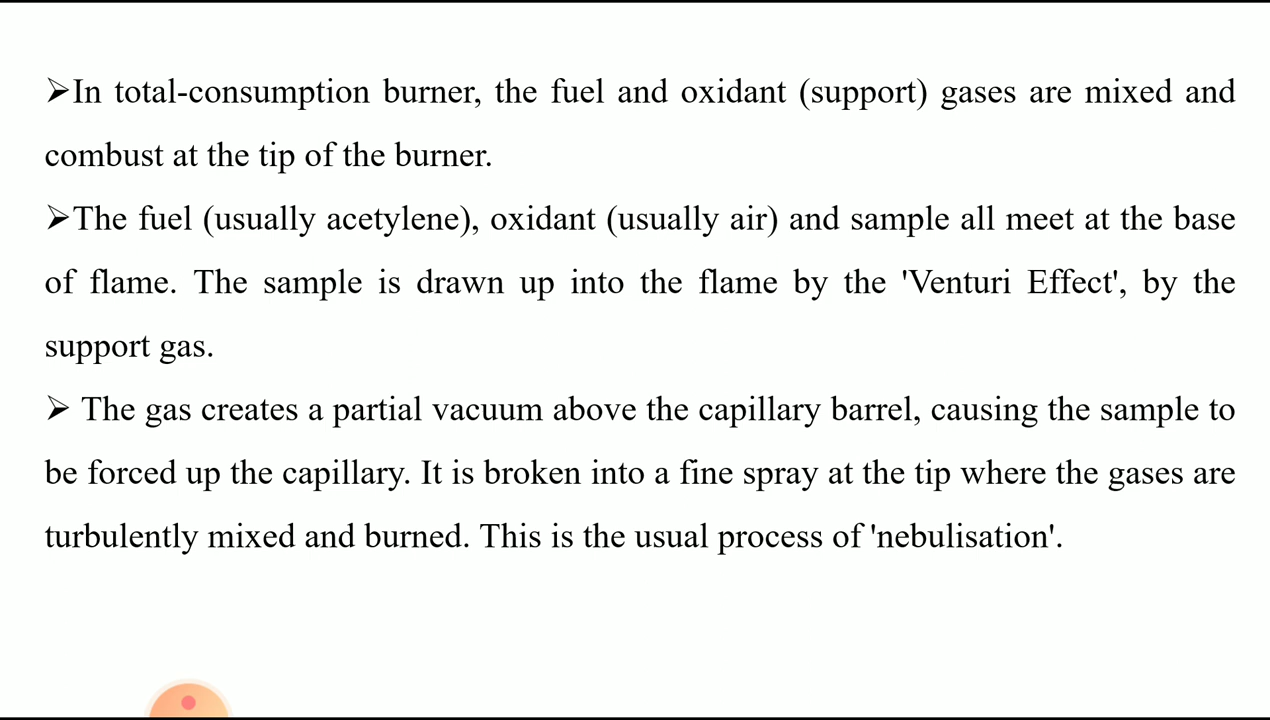 ➢In total-consumption burner, the fuel and oxidant (support) gases are mixed and
combust at the tip of the burner.
➢The fuel (usually acetylene), oxidant (usually air) and sample all meet at the base
of flame. The sample is drawn up into the flame by the 'Venturi Effect', by the
support gas.
➢ The gas creates a partial vacuum above the capillary barrel, causing the sample to
be forced up the capillary. It is broken into a fine spray at the tip where the gases are
turbulently mixed and burned. This is the usual process of 'nebulisation'.